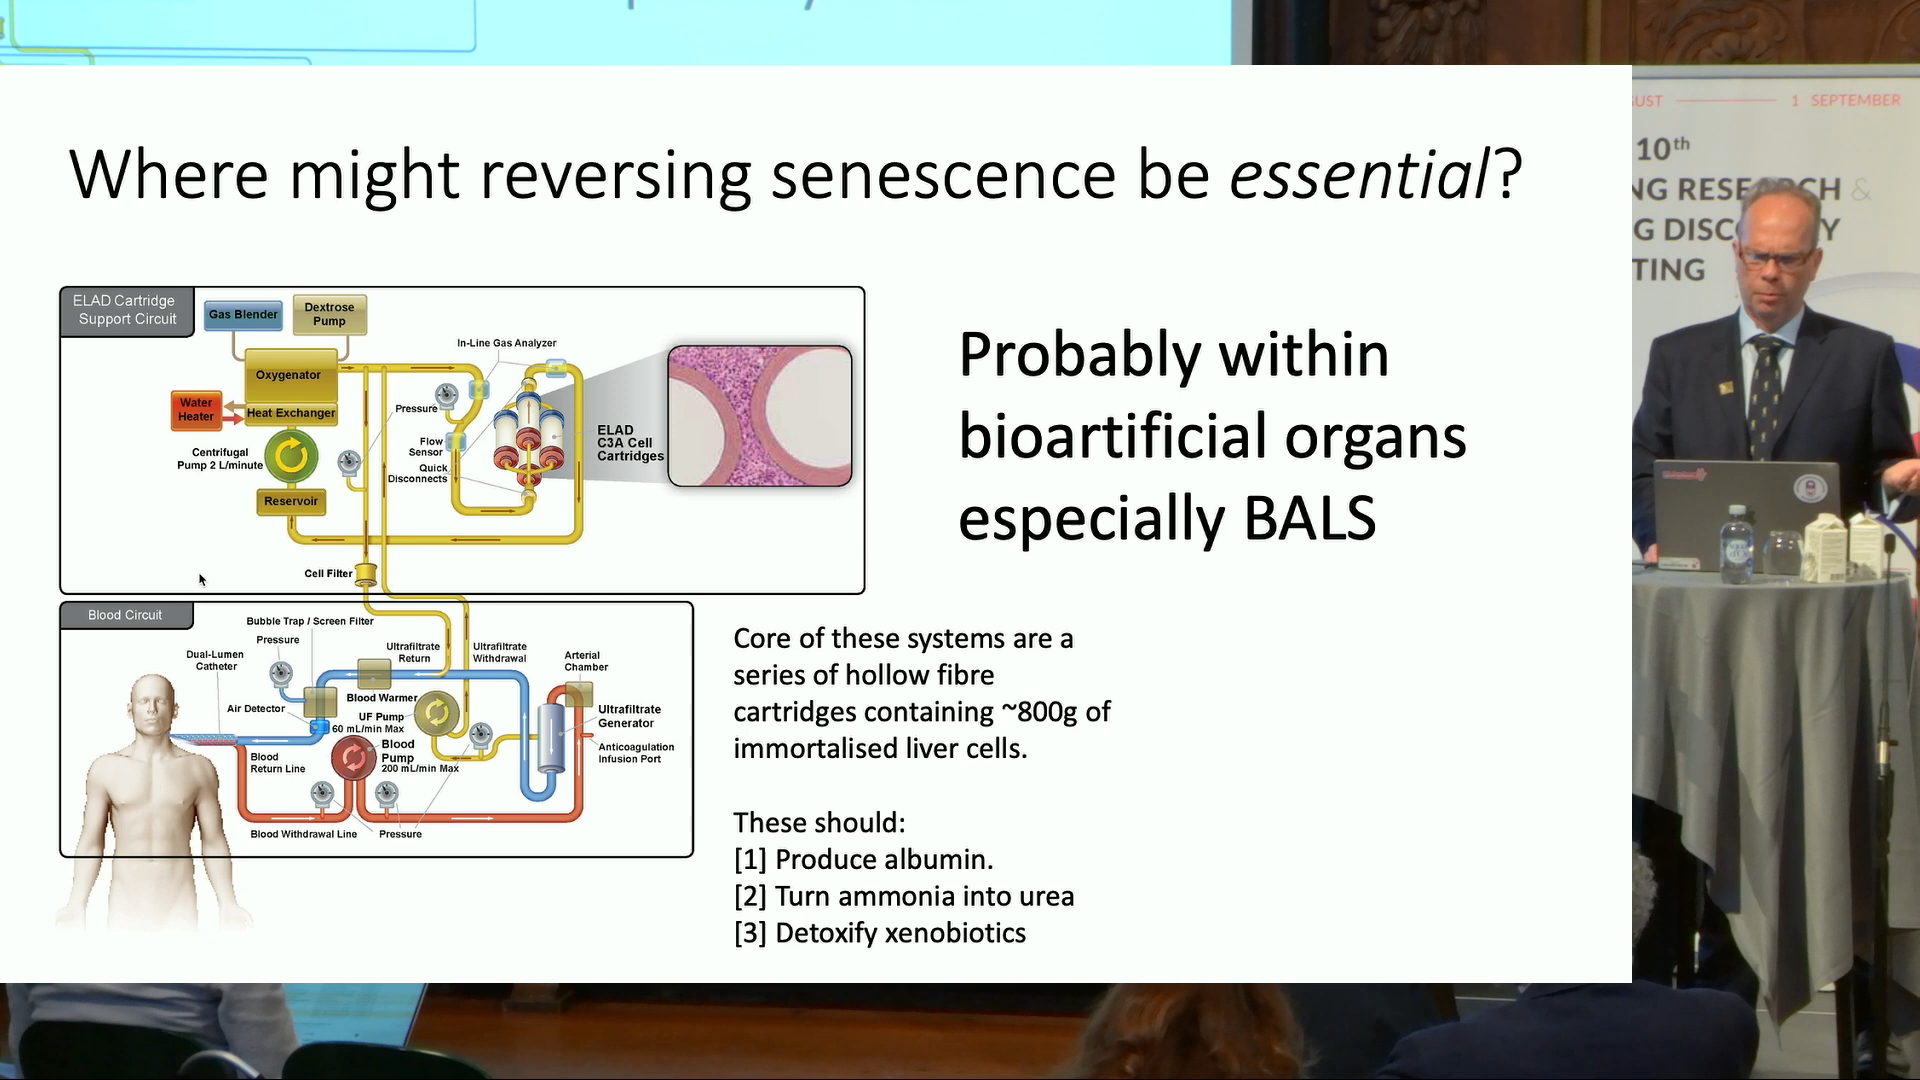 Where might reversing senescence be essential?
ELAD Cartridge
Support Circuit
Gas Blender
Dextrose
Pump
Oxygenator
Water
Heater
Heat Exchanger
Centrifugal
Pump 2 L/minute
Reservoir
In-Line Gas Analyzer
Pressure
Flow
Sensor
Quick
Disconnects
ELAD
C3A Cell
Cartridges
Cell Filter
Probably within
bioartificial organs
especially BALS
Blood Circuit
Bubble Trap / Screen Filter
Pressure
Dual-Lumen
Catheter
Ultrafiltrate
Return
Ultrafiltrate
Withdrawal
Arterial
Chamber
Blood Warmer
Air Detector
UF Pump
60 mL/min Max
Ultrafiltrate
Generator
Blood
Pump
200 mL/min Max
Anticoagulation
Infusion Port
Blood
Return Line
Blood Withdrawal Line
Pressure
Core of these systems are a
series of hollow fibre
cartridges containing ~800g of
immortalised liver cells.
These should:
[1] Produce albumin.
[2] Turn ammonia into urea
[3] Detoxify xenobiotics
UST 1 SEPTEMBER
10th
NG RESEARCH &
G DISC Y
TING